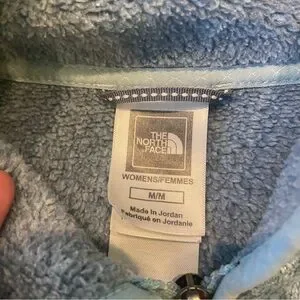 THE
NORTH
FACE
WOMENS/FEMMES
M/M
Made In Jordan
Fabriqué en Jordanie